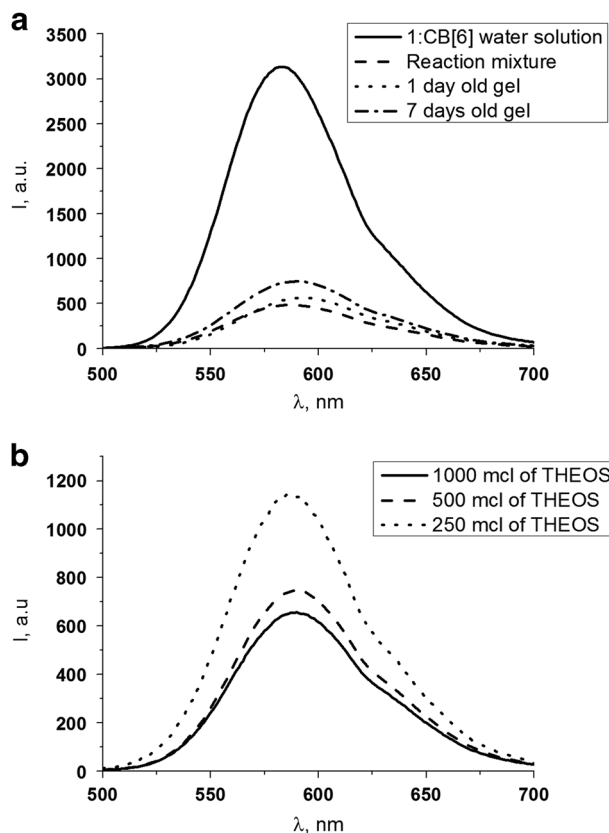 a
1:CB[6] water solution
Reaction mixture
1 day old gel
7 days old gel
3500
3000
2500
2000
1500
1000
500
0
I, a.u.
500 550 600 650 700
λ, nm
b
1000 mcl of THEOS
500 mcl of THEOS
250 mcl of THEOS
1200
1000
800
600
400
200
0
I, a.u
500 550 600 650 700
λ, nm